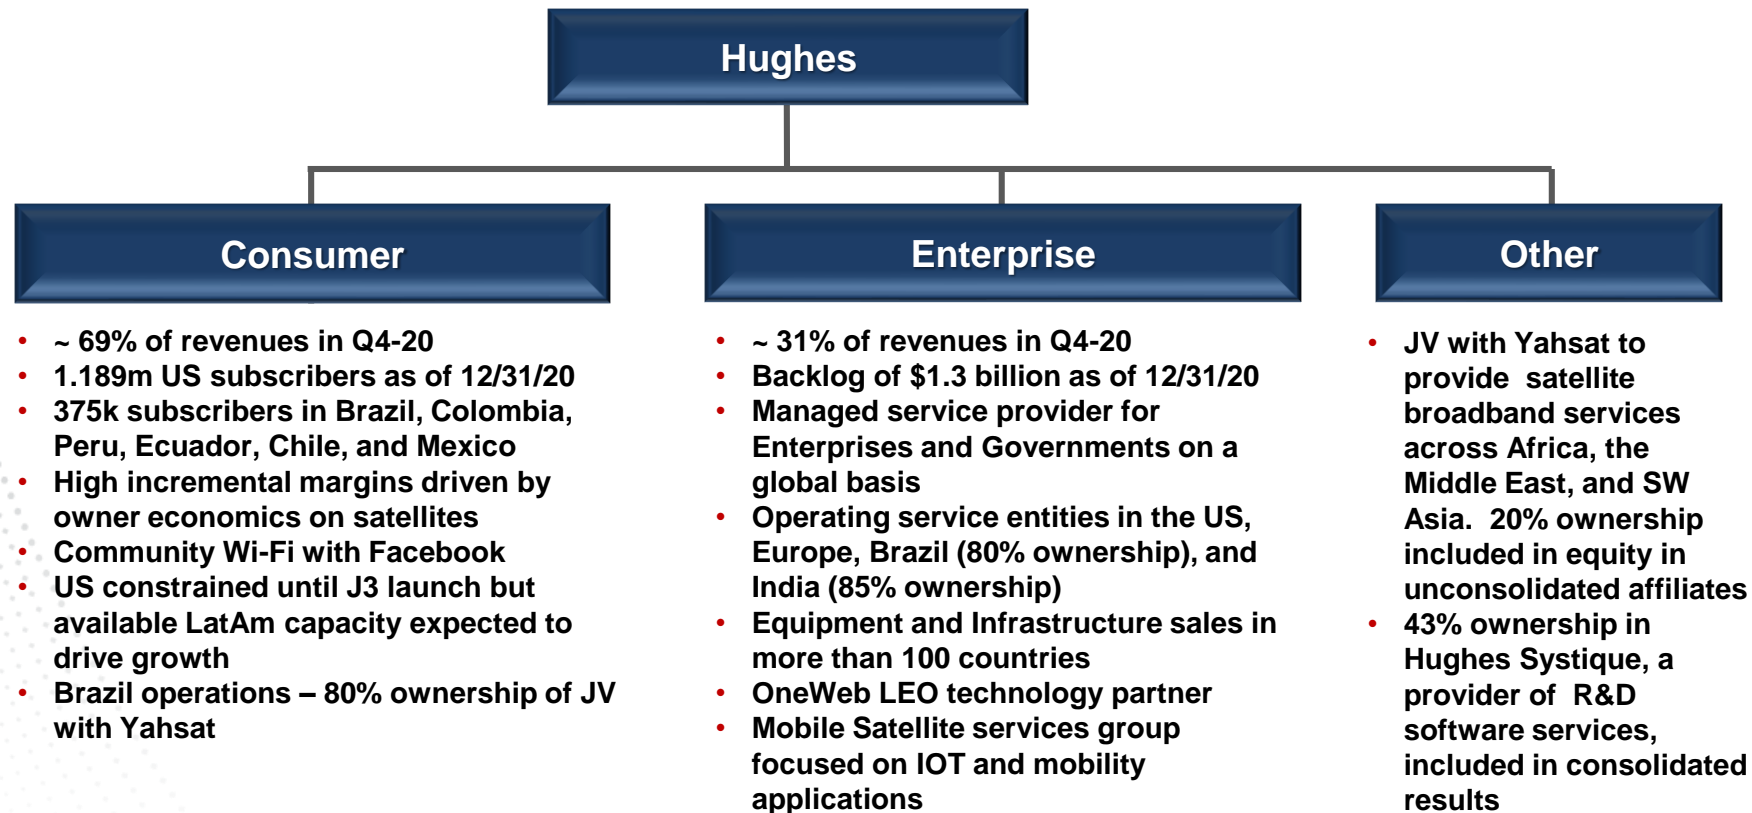 Hughes
Consumer
• ~ 69% of revenues in Q4-20
• 1.189m US subscribers as of 12/31/20
• 375k subscribers in Brazil, Colombia,
Peru, Ecuador, Chile, and Mexico
• High incremental margins driven by
owner economics on satellites
• Community Wi-Fi with Facebook
• US constrained until J3 launch but
available LatAm capacity expected to
drive growth
• Brazil operations – 80% ownership of JV
with Yahsat
Enterprise
• ~ 31% of revenues in Q4-20
• Backlog of $1.3 billion as of 12/31/20
• Managed service provider for
Enterprises and Governments on a
global basis
• Operating service entities in the US,
Europe, Brazil (80% ownership), and
India (85% ownership)
• Equipment and Infrastructure sales in
more than 100 countries
• OneWeb LEO technology partner
• Mobile Satellite services group
focused on IOT and mobility
applications
Other
• JV with Yahsat to
provide satellite
broadband services
across Africa, the
Middle East, and SW
Asia. 20% ownership
included in equity in
unconsolidated affiliates
• 43% ownership in
Hughes Systique, a
provider of R&D
software services,
included in consolidated
results